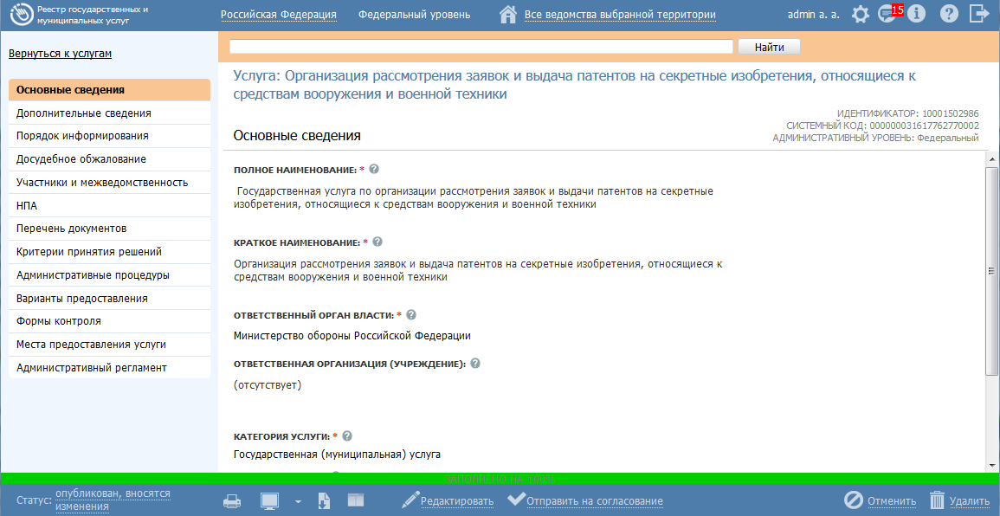 Реестр государственных и
муниципальных услуг
Российская Федерация
Федеральный уровень
Все ведомства выбранной территории
admin а. а.
15
Вернуться к услугам
Найти
Основные сведения
Дополнительные сведения
Порядок информирования
Досудебное обжалование
Участники и межведомственность
НПА
Перечень документов
Критерии принятия решений
Административные процедуры
Варианты предоставления
Формы контроля
Места предоставления услуги
Административный регламент
Услуга: Организация рассмотрения заявок и выдача патентов на секретные изобретения, относящиеся к
средствам вооружения и военной техники
ИДЕНТИФИКАТОР: 10001502986
СИСТЕМНЫЙ КОД: 000000031617762770002
АДМИНИСТРАТИВНЫЙ УРОВЕНЬ: Федеральный
Основные сведения
ПОЛНОЕ НАИМЕНОВАНИЕ: * ?
Государственная услуга по организации рассмотрения заявок и выдачи патентов на секретные
изобретения, относящиеся к средствам вооружения и военной техники
КРАТКОЕ НАИМЕНОВАНИЕ: * ?
Организация рассмотрения заявок и выдача патентов на секретные изобретения, относящиеся к
средствам вооружения и военной техники
ОТВЕТСТВЕННЫЙ ОРГАН ВЛАСТИ: * ?
Министерство обороны Российской Федерации
ОТВЕТСТВЕННАЯ ОРГАНИЗАЦИЯ (УЧРЕЖДЕНИЕ): ?
(отсутствует)
КАТЕГОРИЯ УСЛУГИ: * ?
Государственная (муниципальная) услуга
ЗАПОЛНЕНО НА 100%
Статус:
опубликован, вносятся
изменения
Редактировать
Отправить на согласование
Отменить
Удалить